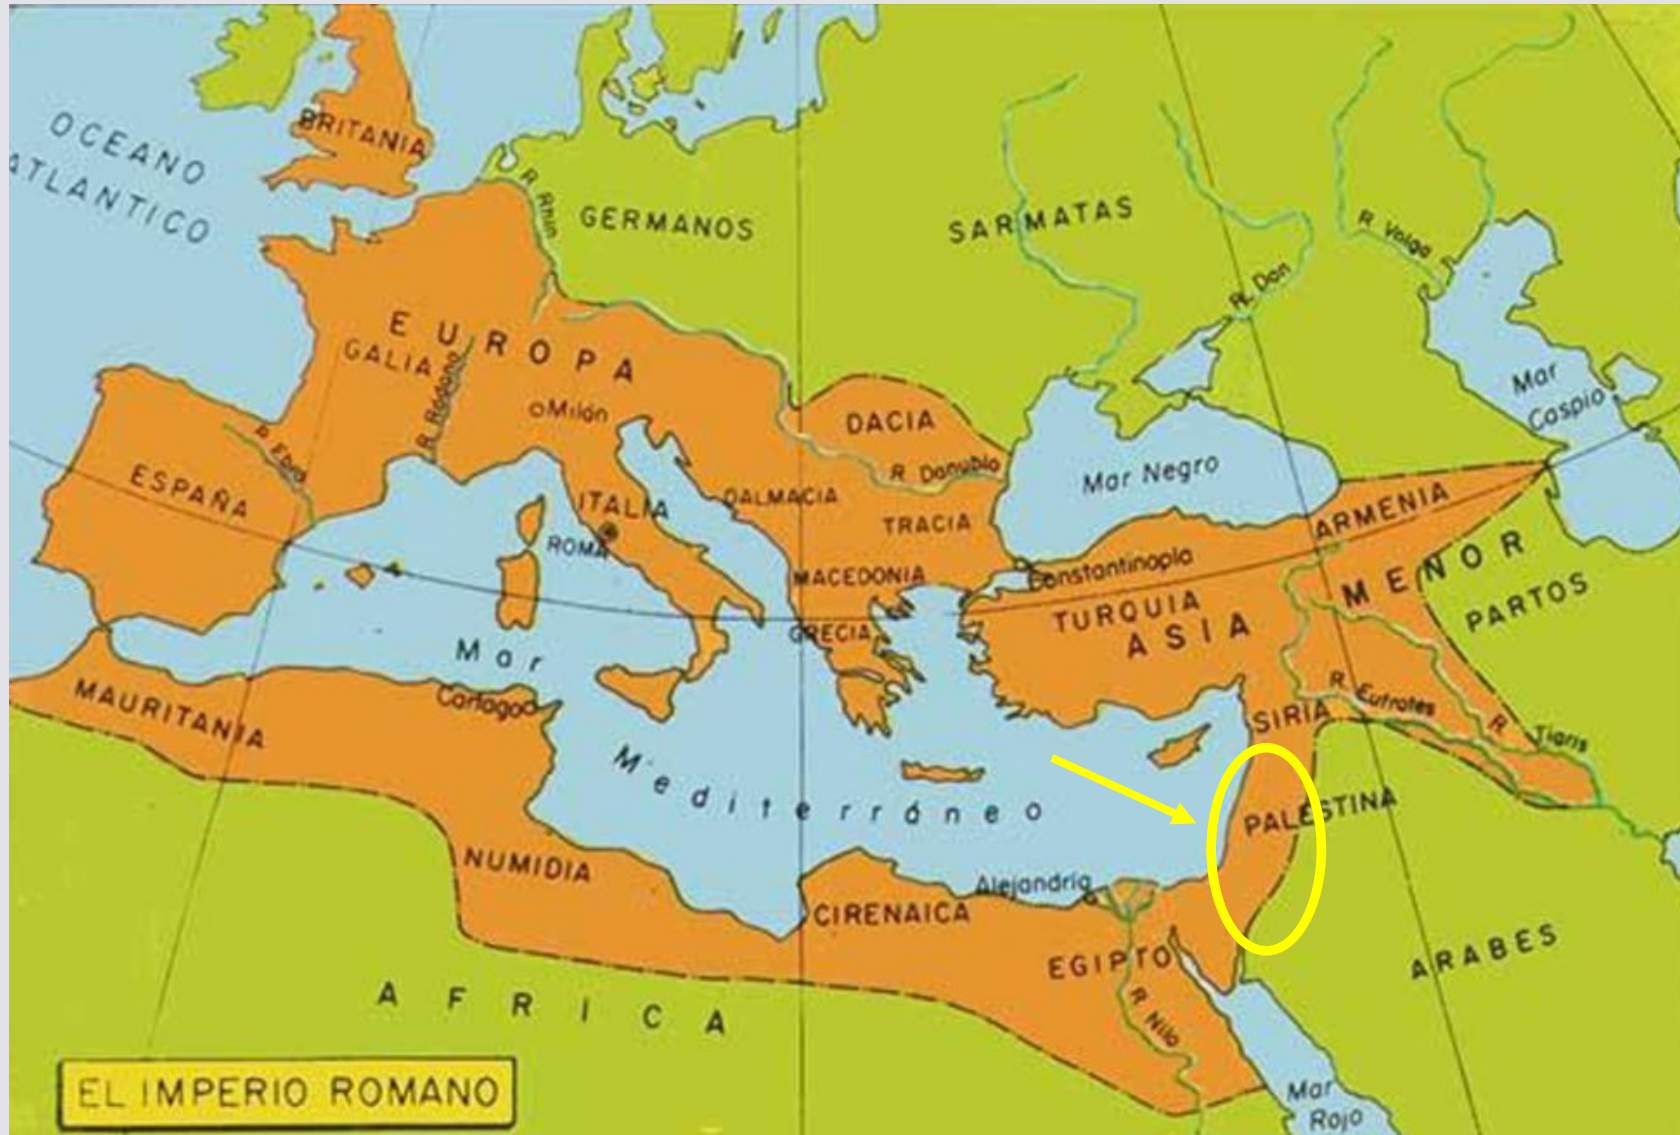 OCEANO
ATLANTICO
BRITANIA
R. Rhin
GERMANOS
SARMATAS
R. Volga
R. Don
EUROPA
GALIA
R. Ródano
Milán
DACIA
R. Danubio
Mar Negro
Mar
Caspio
ESPAÑA
R. Ebro
ITALIA
ROMA
DALMACIA
TRACIA
MACEDONIA
GRECIA
Constantinopla
TURQUIA
ASIA
MENOR
ARMENIA
PARTOS
Mar
Mediterráneo
MAURITANIA
Cartago
SIRIA
R. Eufrates
R. Tigris
PALESTINA
NUMIDIA
CIRENAICA
Alejandría
EGIPTO
R. Nilo
ARABES
AFRICA
Mar
Rojo
EL IMPERIO ROMANO